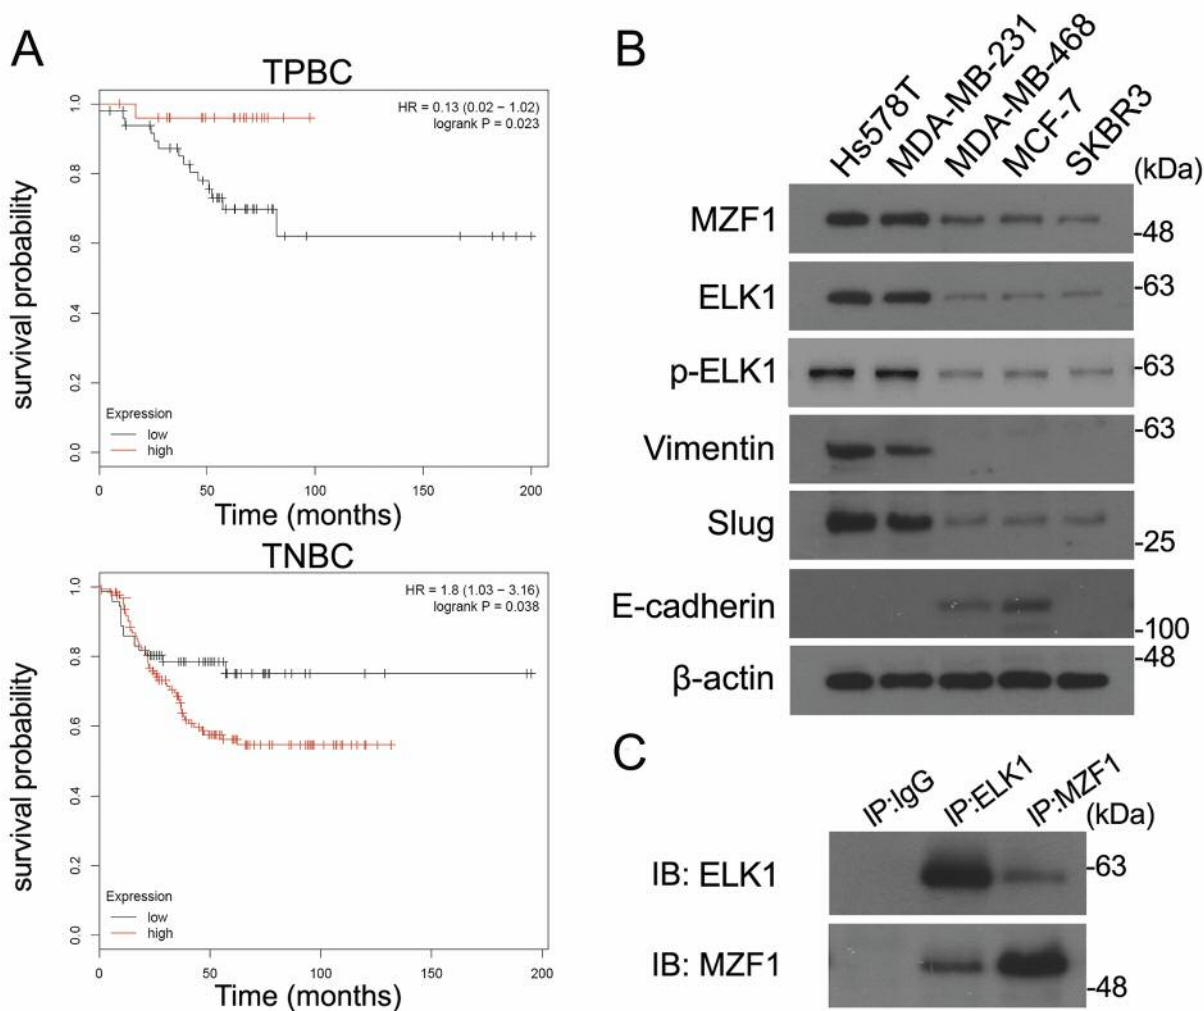 A
TPBC
HR = 0.13 (0.02 – 1.02)
logrank P = 0.023
survival probability
1.0
0.8
0.6
0.4
0.2
0.0
Expression
low
high
0 50 100 150 200
Time (months)
TNBC
HR = 1.8 (1.03 – 3.16)
logrank P = 0.038
survival probability
1.0
0.8
0.6
0.4
0.2
0.0
Expression
low
high
0 50 100 150 200
Time (months)
B
Hs578T
MDA-MB-231
MDA-MB-468
MCF-7
SKBR3
(kDa)
MZF1 -48
ELK1 -63
p-ELK1 -63
Vimentin -63
Slug -25
E-cadherin -100
β-actin -48
C
IP:IgG
IP:ELK1
IP:MZF1
(kDa)
IB: ELK1 -63
IB: MZF1 -48